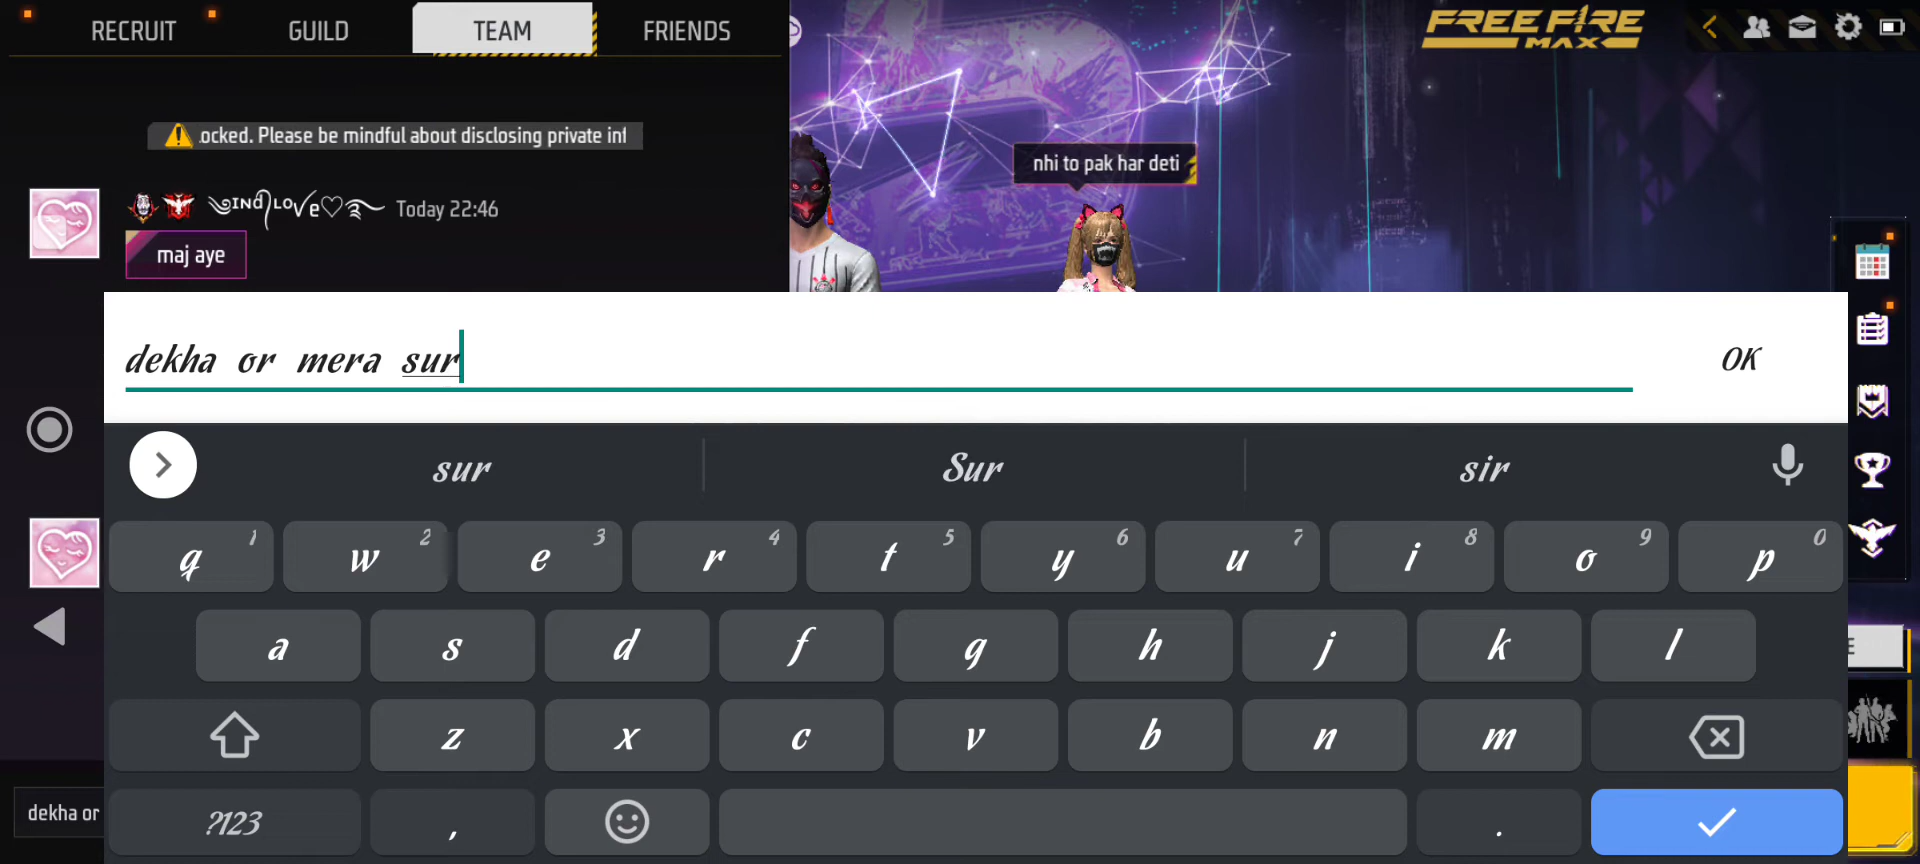 RECRUIT GUILD TEAM FRIENDS
FREE FIRE
MAX
.ocked. Please be mindful about disclosing private inf
Today 22:46
maj aye
nhi to pak har deti
dekha or mera sur
OK
sur Sur sir
q 1 w 2 e 3 r 4 t 5 y 6 u 7 i 8 o 9 p 0
a s d f g h j k l
z x c v b n m
dekha or
?123 , .